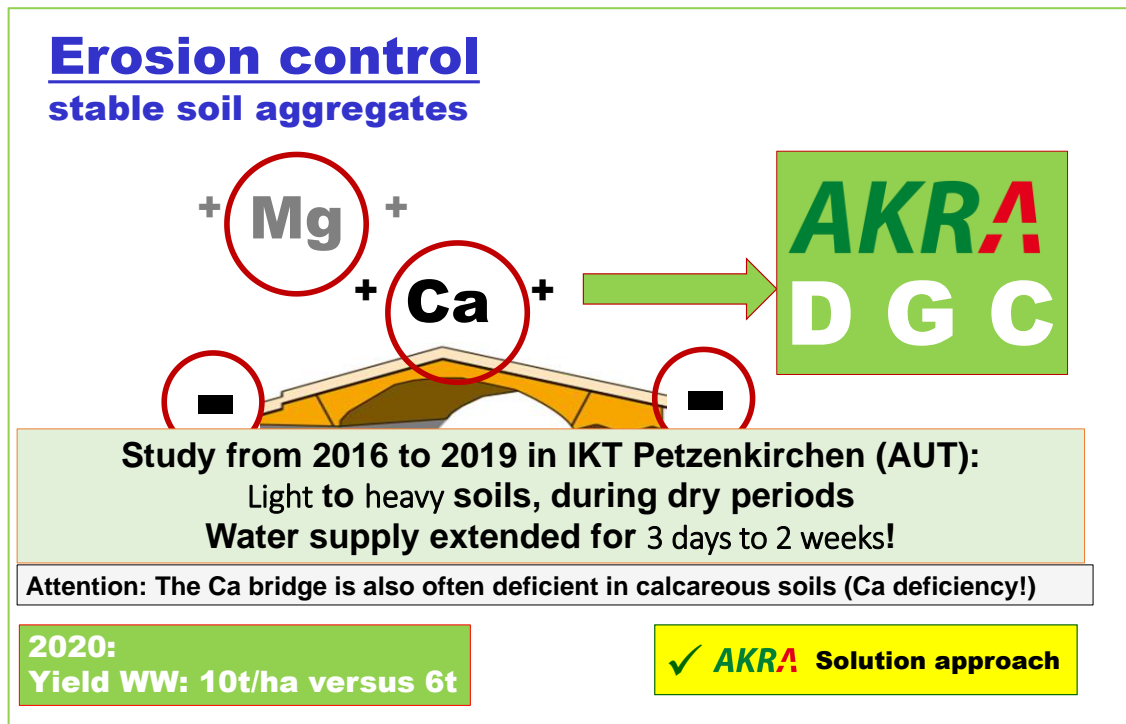 Erosion control
stable soil aggregates
+ Mg +
+ Ca +
AKRA
D G C
- -
Study from 2016 to 2019 in IKT Petzenkirchen (AUT):
Light to heavy soils, during dry periods
Water supply extended for 3 days to 2 weeks!
Attention: The Ca bridge is also often deficient in calcareous soils (Ca deficiency!)
2020:
Yield WW: 10t/ha versus 6t
✓ AKRA Solution approach